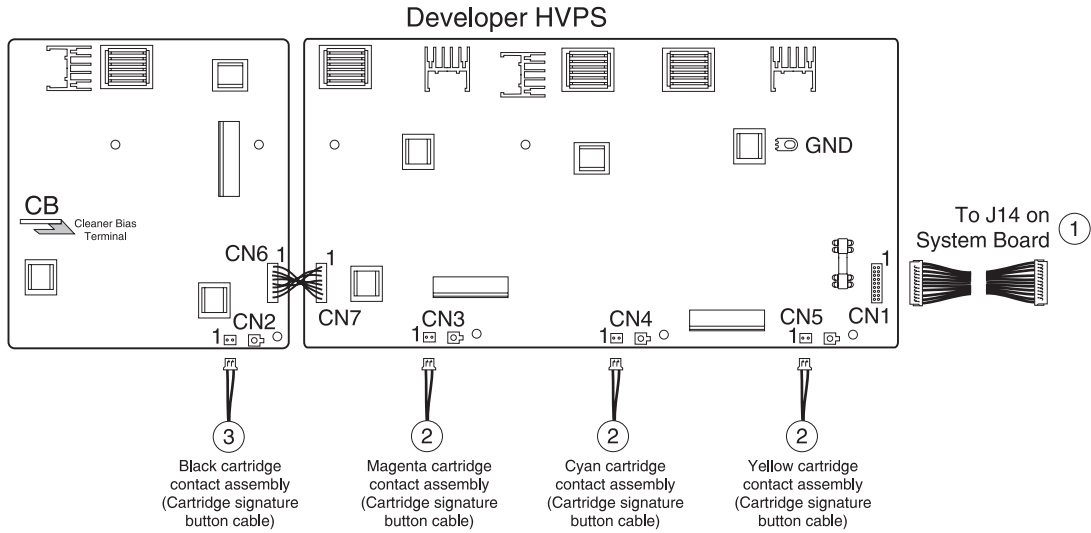 Developer HVPS
GND
CB
Cleaner Bias
Terminal
To J14 on
System Board
1
CN6
1
1
1
CN7
CN2
1
CN3
1
CN4
1
CN5
1
CN1
3
2
2
2
Black cartridge
contact assembly
(Cartridge signature
button cable)
Magenta cartridge
contact assembly
(Cartridge signature
button cable)
Cyan cartridge
contact assembly
(Cartridge signature
button cable)
Yellow cartridge
contact assembly
(Cartridge signature
button cable)